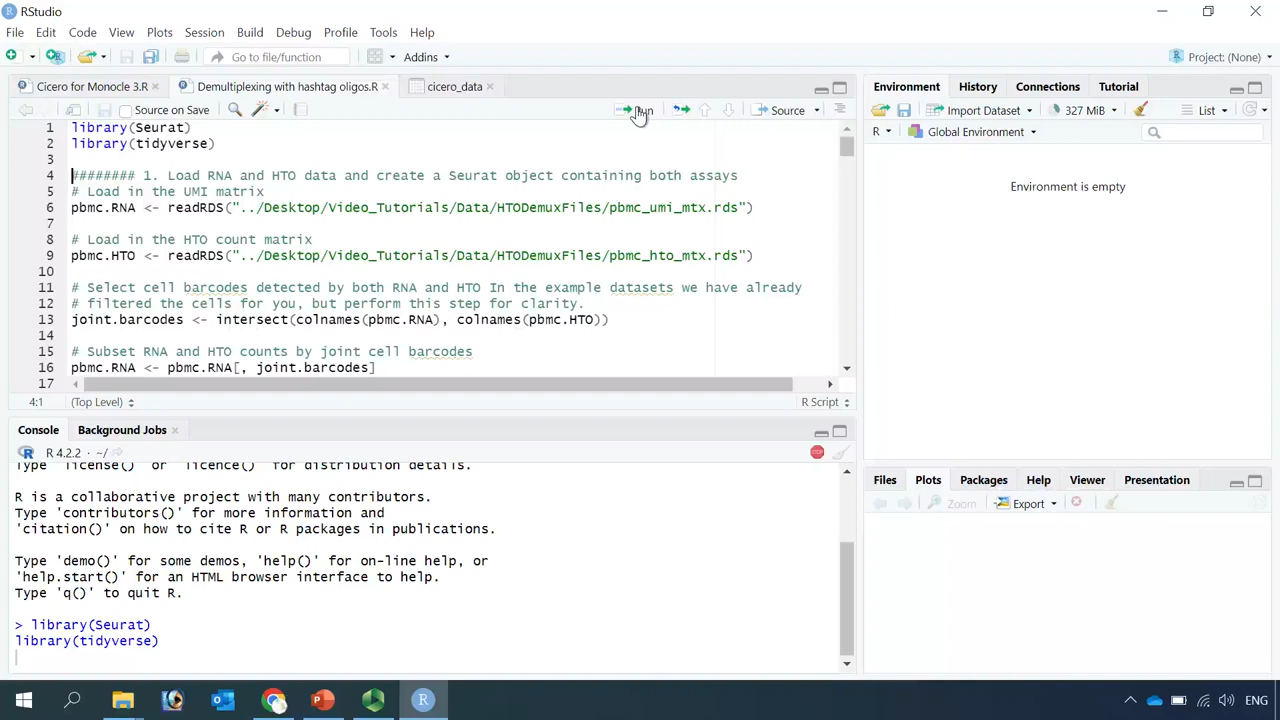 RStudio
File Edit Code View Plots Session Build Debug Profile Tools Help
Go to file/function Addins Project: (None)
Cicero for Monocle 3.R Demultiplexing with hashtag oligos.R cicero_data
Source on Save Run Source
1 library(Seurat)
2 library(tidyverse)
3
4 ######## 1. Load RNA and HTO data and create a Seurat object containing both assays
5 # Load in the UMI matrix
6 pbmc.RNA <- readRDS("../Desktop/Video_Tutorials/Data/HTODemuxFiles/pbmc_umi_mtx.rds")
7
8 # Load in the HTO count matrix
9 pbmc.HTO <- readRDS("../Desktop/Video_Tutorials/Data/HTODemuxFiles/pbmc_hto_mtx.rds")
10
11 # Select cell barcodes detected by both RNA and HTO In the example datasets we have already
12 # filtered the cells for you, but perform this step for clarity.
13 joint.barcodes <- intersect(colnames(pbmc.RNA), colnames(pbmc.HTO))
14
15 # Subset RNA and HTO counts by joint cell barcodes
16 pbmc.RNA <- pbmc.RNA[, joint.barcodes]
17
4:1 (Top Level) R Script
Console Background Jobs
R 4.2.2 · ~/
Type 'license()' or 'licence()' for distribution details.
R is a collaborative project with many contributors.
Type 'contributors()' for more information and
'citation()' on how to cite R or R packages in publications.
Type 'demo()' for some demos, 'help()' for on-line help, or
'help.start()' for an HTML browser interface to help.
Type 'q()' to quit R.
> library(Seurat)
library(tidyverse)
Environment History Connections Tutorial
Import Dataset 327 MiB List
R Global Environment
Environment is empty
Files Plots Packages Help Viewer Presentation
Zoom Export
ENG